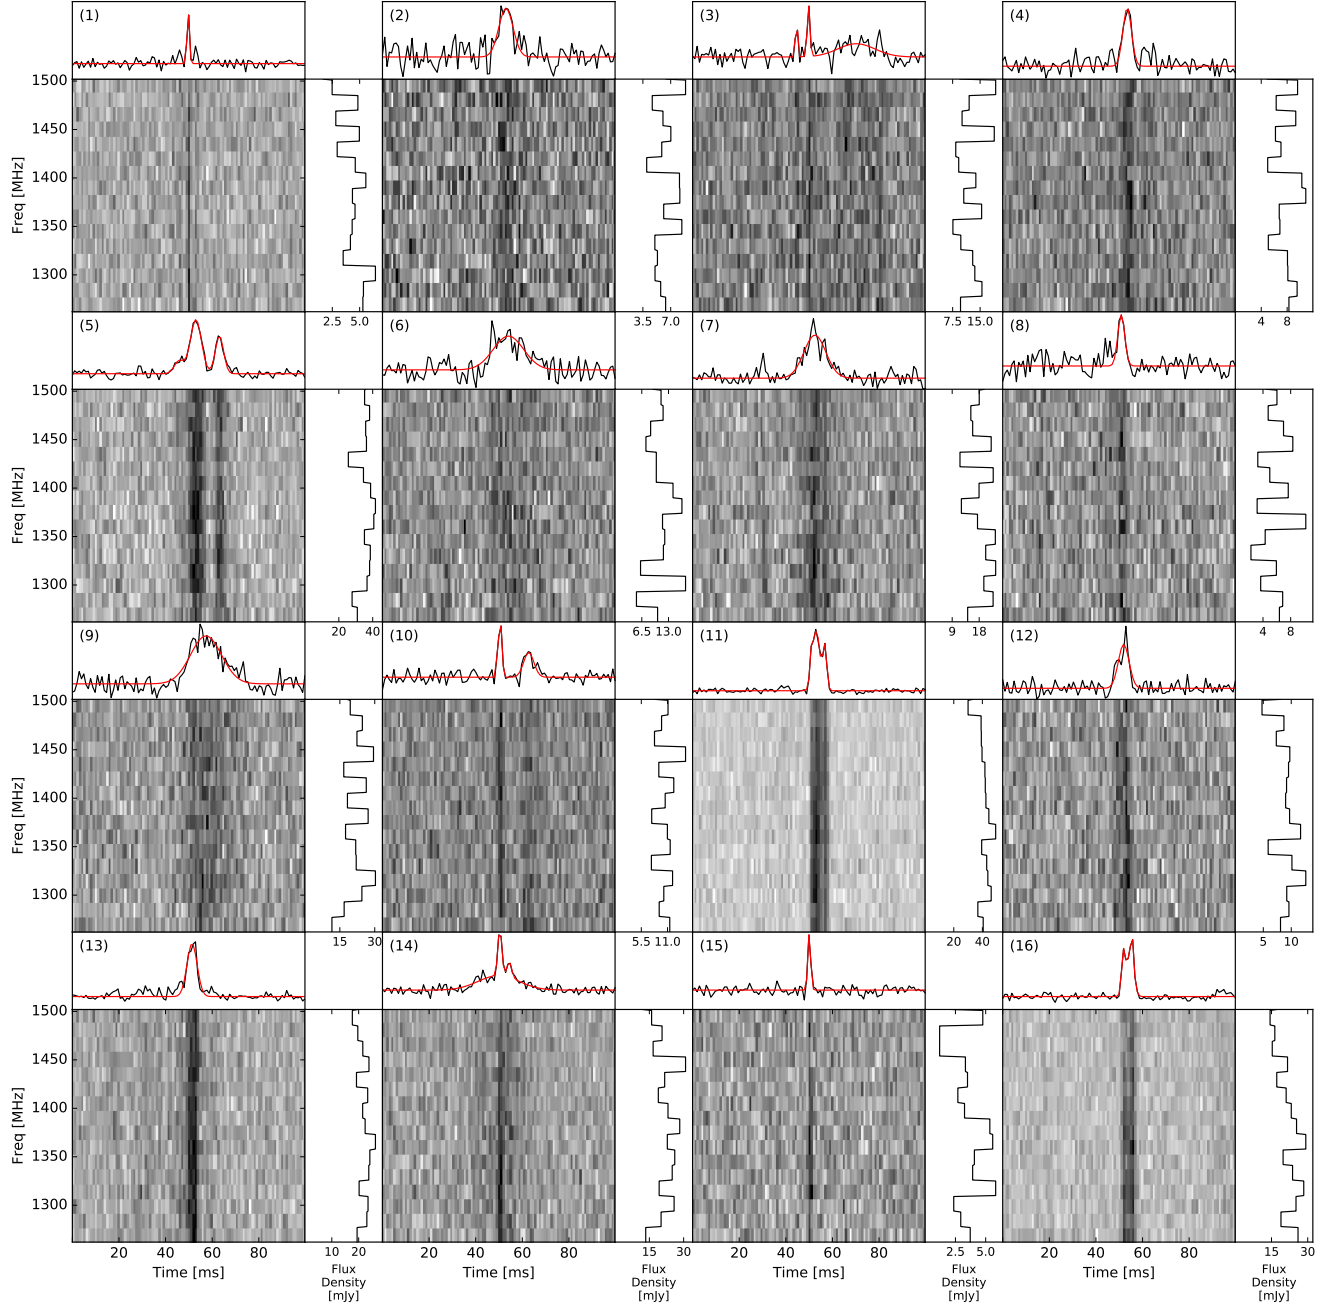 (1) (2) (3) (4)
1500
1450
1400
1350
1300
Freq [MHz]
2.5 5.0 3.5 7.0 7.5 15.0 4 8
(5) (6) (7) (8)
1500
1450
1400
1350
1300
Freq [MHz]
20 40 6.5 13.0 9 18 4 8
(9) (10) (11) (12)
1500
1450
1400
1350
1300
Freq [MHz]
15 30 5.5 11.0 20 40 5 10
(13) (14) (15) (16)
1500
1450
1400
1350
1300
Freq [MHz]
20 40 60 80 10 20 20 40 60 80 15 30 20 40 60 80 2.5 5.0 20 40 60 80 15 30
Time [ms] Flux Time [ms] Flux Time [ms] Flux Time [ms] Flux
Density Density Density Density
[mJy] [mJy] [mJy] [mJy]